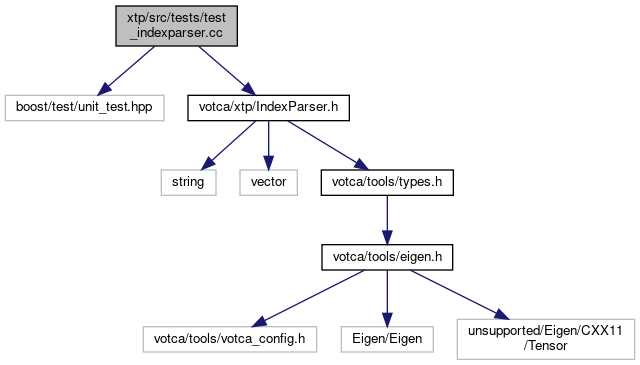 xtp/src/tests/test
_indexparser.cc
boost/test/unit_test.hpp
votca/xtp/IndexParser.h
string
vector
votca/tools/types.h
votca/tools/eigen.h
votca/tools/votca_config.h
Eigen/Eigen
unsupported/Eigen/CXX11
/Tensor